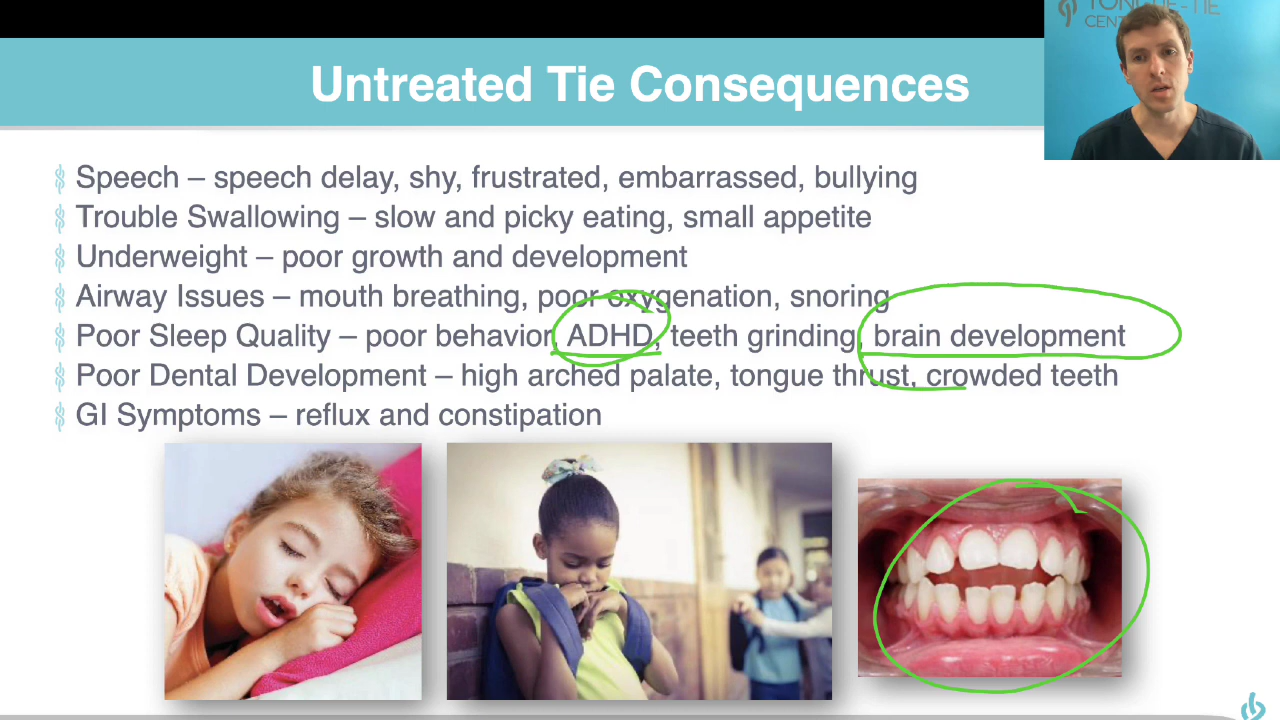 TONGUE-TIE
CENT
Untreated Tie Consequences
Speech – speech delay, shy, frustrated, embarrassed, bullying
Trouble Swallowing – slow and picky eating, small appetite
Underweight – poor growth and development
Airway Issues – mouth breathing, poor oxygenation, snoring
Poor Sleep Quality – poor behavior, ADHD, teeth grinding, brain development
Poor Dental Development – high arched palate, tongue thrust, crowded teeth
GI Symptoms – reflux and constipation